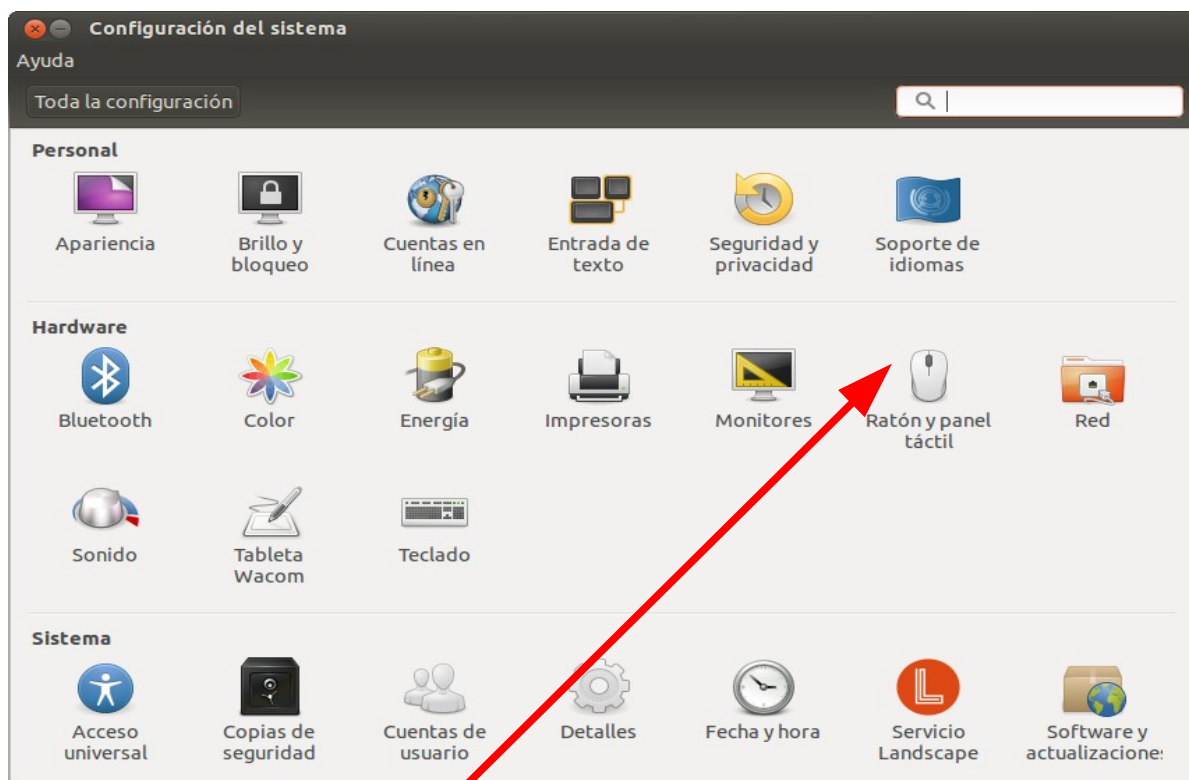 Configuración del sistema
Ayuda
Toda la configuración
Personal
Apariencia
Brillo y
bloqueo
Cuentas en
línea
Entrada de
texto
Seguridad y
privacidad
Soporte de
idiomas
Hardware
Bluetooth
Color
Energía
Impresoras
Monitores
Ratón y panel
táctil
Red
Sonido
Tableta
Wacom
Teclado
Sistema
Acceso
universal
Copias de
seguridad
Cuentas de
usuario
Detalles
Fecha y hora
Servicio
Landscape
Software y
actualizaciones